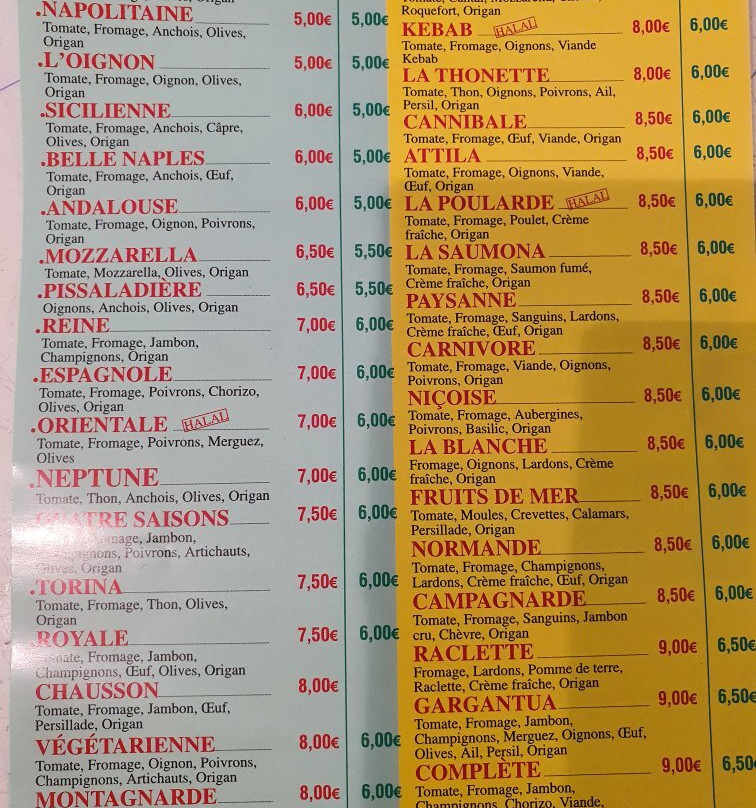 .NAPOLITAINE 5,00€ 5,00€
Tomate, Fromage, Anchois, Olives,
Origan
.L'OIGNON 5,00€ 5,00€
Tomate, Fromage, Oignon, Olives,
Origan
.SICILIENNE 6,00€ 5,00€
Tomate, Fromage, Anchois, Câpre,
Olives, Origan
.BELLE NAPLES 6,00€ 5,00€
Tomate, Fromage, Anchois, Œuf,
Origan
.ANDALOUSE 6,00€ 5,00€
Tomate, Fromage, Oignon, Poivrons,
Origan
.MOZZARELLA 6,50€ 5,50€
Tomate, Mozzarella, Olives, Origan
.PISSALADIÈRE 6,50€ 5,50€
Oignons, Anchois, Olives, Origan
.REINE 7,00€ 6,00€
Tomate, Fromage, Jambon,
Champignons, Origan
.ESPAGNOLE 7,00€ 6,00€
Tomate, Fromage, Poivrons, Chorizo,
Olives, Origan
.ORIENTALE HALAL 7,00€ 6,00€
Tomate, Fromage, Poivrons, Merguez,
Olives
.NEPTUNE 7,00€ 6,00€
Tomate, Thon, Anchois, Olives, Origan
QUATRE SAISONS 7,50€ 6,00€
Fromage, Jambon,
Champignons, Poivrons, Artichauts,
Olives, Origan
.TORINA 7,50€ 6,00€
Tomate, Fromage, Thon, Olives,
Origan
.ROYALE 7,50€ 6,00€
Tomate, Fromage, Jambon,
Champignons, Œuf, Olives, Origan
CHAUSSON 8,00€
Tomate, Fromage, Jambon, Œuf,
Persillade, Origan
VÉGÉTARIENNE 8,00€ 6,00€
Tomate, Fromage, Oignon, Poivrons,
Champignons, Artichauts, Origan
MONTAGNARDE 8,00€ 6,00€
Roquefort, Origan
KEBAB HALAL 8,00€ 6,00€
Tomate, Fromage, Oignons, Viande
Kebab
LA THONETTE 8,00€ 6,00€
Tomate, Thon, Oignons, Poivrons, Ail,
Persil, Origan
CANNIBALE 8,50€ 6,00€
Tomate, Fromage, Œuf, Viande, Origan
ATTILA 8,50€ 6,00€
Tomate, Fromage, Oignons, Viande,
Œuf, Origan
LA POULARDE HALAL 8,50€ 6,00€
Tomate, Fromage, Poulet, Crème
fraîche, Origan
LA SAUMONA 8,50€ 6,00€
Tomate, Fromage, Saumon fumé,
Crème fraîche, Origan
PAYSANNE 8,50€ 6,00€
Tomate, Fromage, Sanguins, Lardons,
Crème fraîche, Œuf, Origan
CARNIVORE 8,50€ 6,00€
Tomate, Fromage, Viande, Oignons,
Poivrons, Origan
NIÇOISE 8,50€ 6,00€
Tomate, Fromage, Aubergines,
Poivrons, Basilic, Origan
LA BLANCHE 8,50€ 6,00€
Fromage, Oignons, Lardons, Crème
fraîche, Origan
FRUITS DE MER 8,50€ 6,00€
Tomate, Moules, Crevettes, Calamars,
Persillade, Origan
NORMANDE 8,50€ 6,00€
Tomate, Fromage, Champignons,
Lardons, Crème fraîche, Œuf, Origan
CAMPAGNARDE 8,50€ 6,00€
Tomate, Fromage, Sanguins, Jambon
cru, Chèvre, Origan
RACLETTE 9,00€ 6,50€
Fromage, Lardons, Pomme de terre,
Raclette, Crème fraîche, Origan
GARGANTUA 9,00€ 6,50€
Tomate, Fromage, Jambon,
Champignons, Merguez, Oignons, Œuf,
Olives, Ail, Persil, Origan
COMPLÈTE 9,00€ 6,50
Tomate, Fromage, Jambon,
Champignons, Chorizo, Viande,